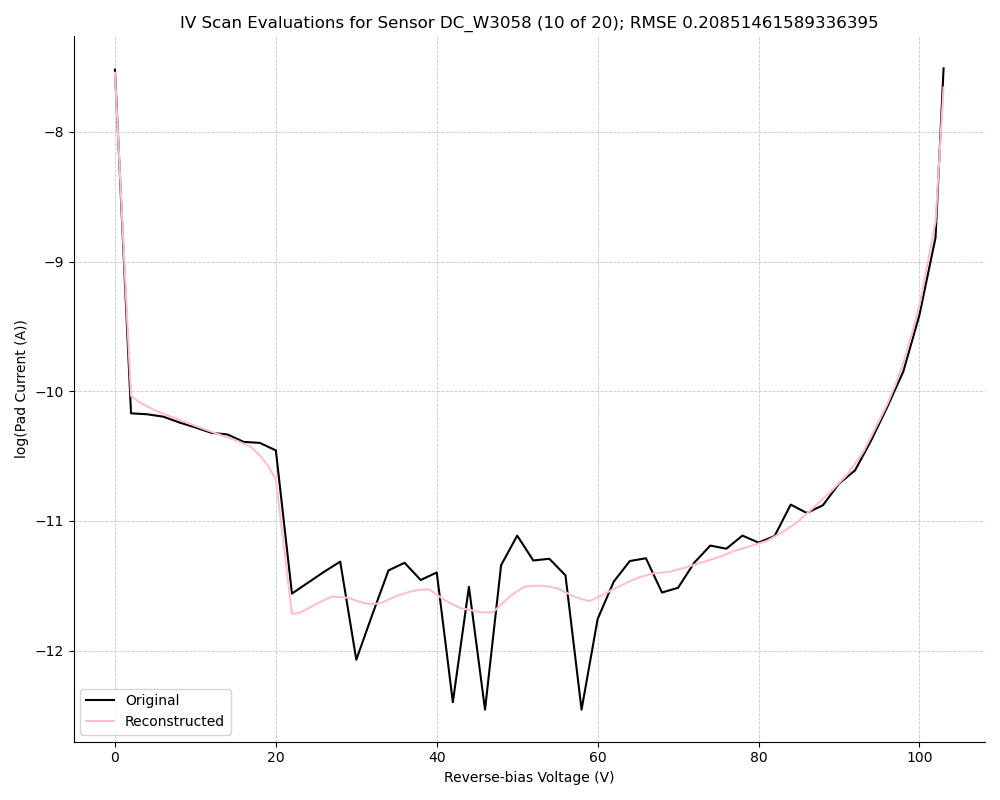 IV Scan Evaluations for Sensor DC_W3058 (10 of 20); RMSE 0.20851461589336395
log(Pad Current (A))
−8
−9
−10
−11
−12
Original
Reconstructed
0 20 40 60 80 100
Reverse-bias Voltage (V)